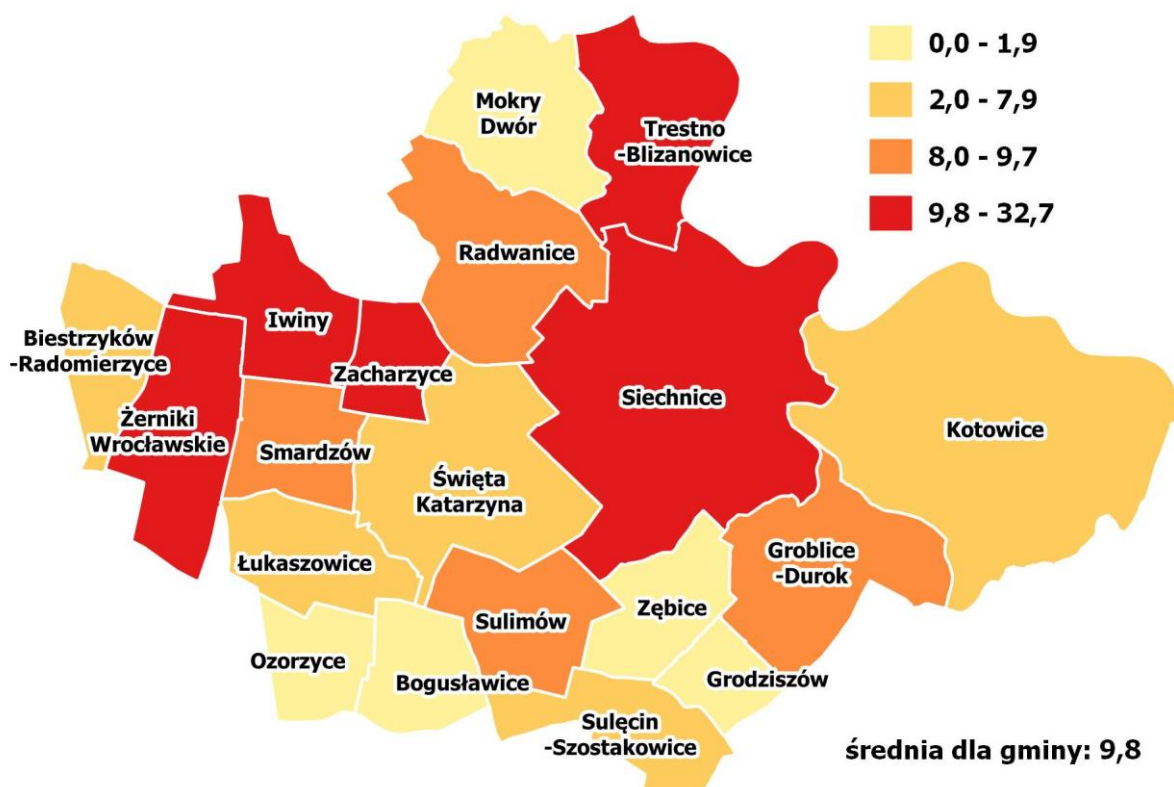 0,0 - 1,9
2,0 - 7,9
8,0 - 9,7
9,8 - 32,7
Mokry
Dwór
Trestno
-Blizanowice
Radwanice
Iwiny
Biestrzyków
-Radomierzyce
Zacharzyce
Siechnice
Żerniki
Wrocławskie
Kotowice
Smardzów
Święta
Katarzyna
Łukaszowice
Groblice
-Durok
Zębice
Sulimów
Ozorzyce
Bogusławice
Grodziszów
Sulęcin
-Szostakowice
średnia dla gminy: 9,8